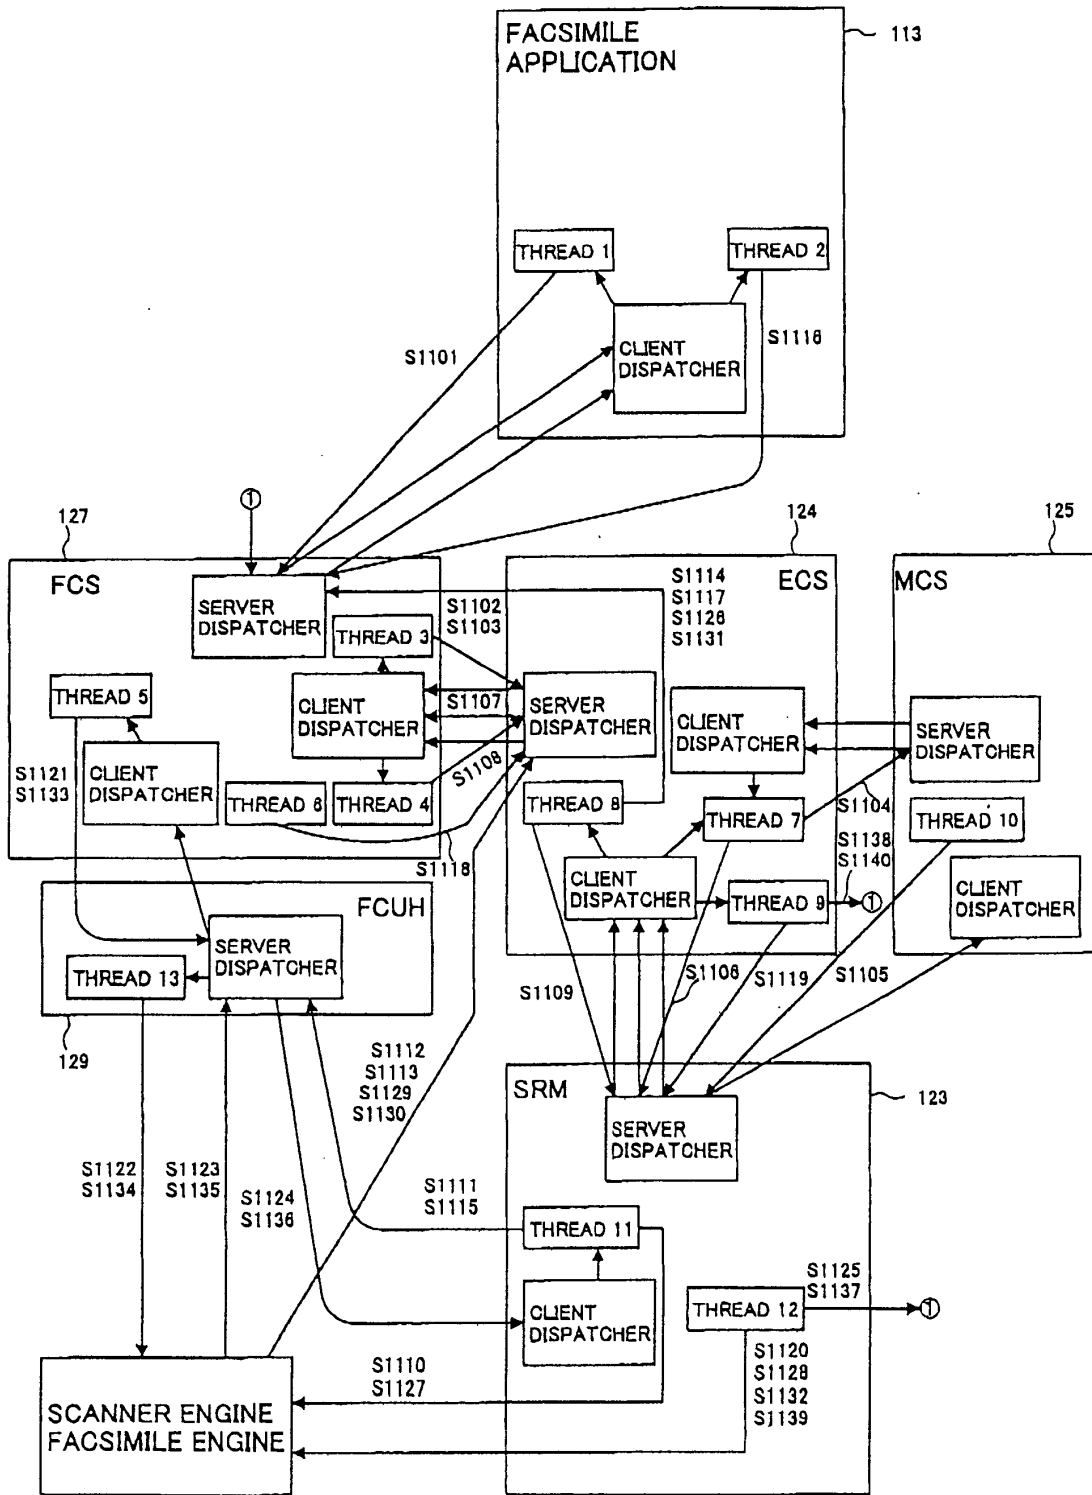 FACSIMILE
APPLICATION
113
THREAD 1
THREAD 2
S1101
CLIENT
DISPATCHER
S1116
①
127
124
125
FCS
ECS
MCS
SERVER
DISPATCHER
S1102
S1103
S1114
S1117
S1126
S1131
THREAD 3
THREAD 5
CLIENT
DISPATCHER
S1107
SERVER
DISPATCHER
CLIENT
DISPATCHER
SERVER
DISPATCHER
S1121
S1133
CLIENT
DISPATCHER
S1108
THREAD 6
THREAD 4
THREAD 8
THREAD 7
S1104
THREAD 10
S1118
S1138
S1140
CLIENT
DISPATCHER
THREAD 9
①
CLIENT
DISPATCHER
FCUH
SERVER
DISPATCHER
THREAD 13
S1109
S1106
S1119
S1105
129
S1112
S1113
S1129
S1130
SRM
123
SERVER
DISPATCHER
S1122
S1134
S1123
S1135
S1124
S1136
S1111
S1115
THREAD 11
S1125
S1137
CLIENT
DISPATCHER
THREAD 12
①
S1110
S1127
S1120
S1128
S1132
S1139
SCANNER ENGINE
FACSIMILE ENGINE